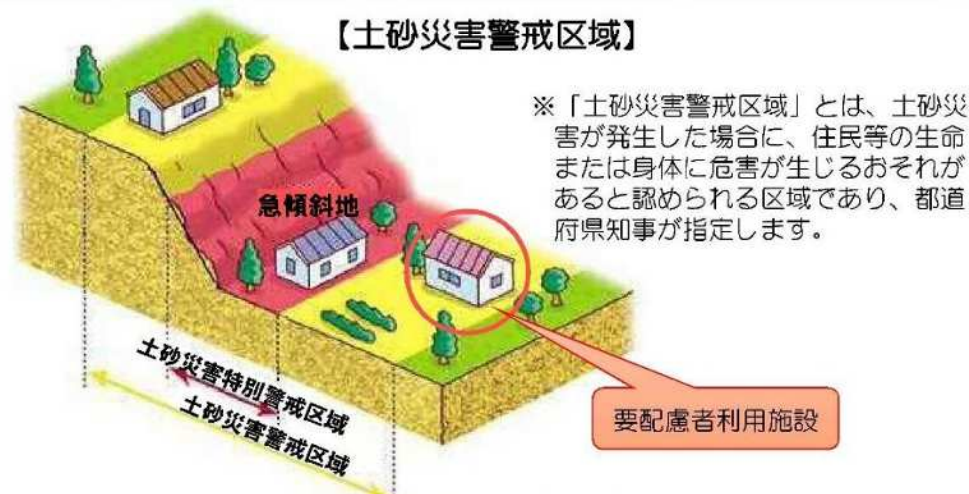 【土砂災害警戒区域】
※「土砂災害警戒区域」とは、土砂災
害が発生した場合に、住民等の生命
または身体に危害が生じるおそれが
あると認められる区域であり、都道
府県知事が指定します。
急傾斜地
土砂災害特別警戒区域
土砂災害警戒区域
要配慮者利用施設